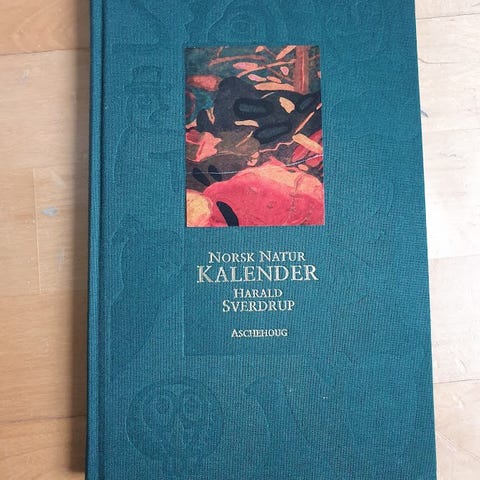 NORSK NATUR
KALENDER
HARALD
SVERDRUP
ASCHEHOUG